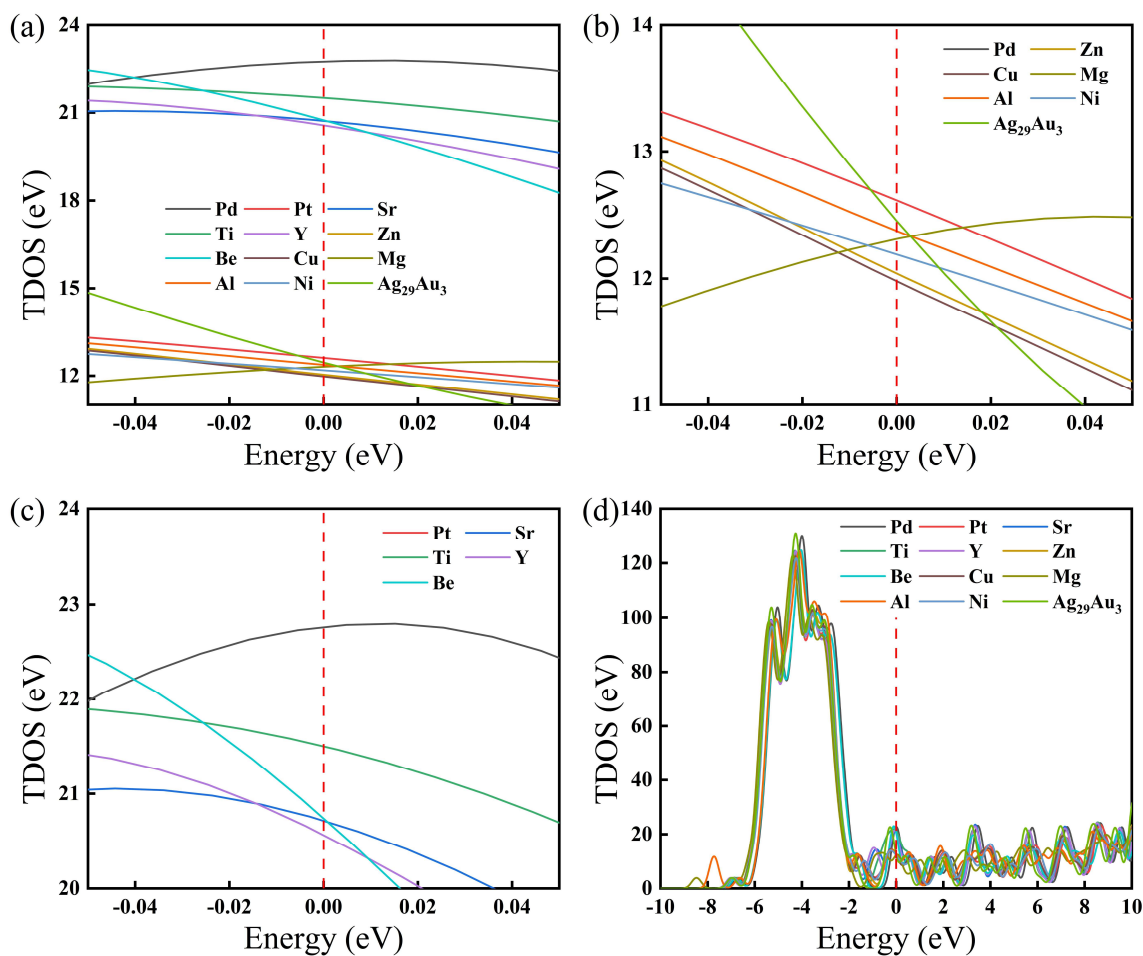 (a)
24
21
18
15
12
TDOS (eV)
Pd Pt Sr
Ti Y Zn
Be Cu Mg
Al Ni Ag29Au3
-0.04 -0.02 0.00 0.02 0.04
Energy (eV)
(b)
14
13
12
11
TDOS (eV)
Pd Zn
Cu Mg
Al Ni
Ag29Au3
-0.04 -0.02 0.00 0.02 0.04
Energy (eV)
(c)
24
23
22
21
20
TDOS (eV)
Pt Sr
Ti Y
Be
-0.04 -0.02 0.00 0.02 0.04
Energy (eV)
(d)
140
120
100
80
60
40
20
0
TDOS (eV)
Pd Pt Sr
Ti Y Zn
Be Cu Mg
Al Ni Ag29Au3
-10 -8 -6 -4 -2 0 2 4 6 8 10
Energy (eV)